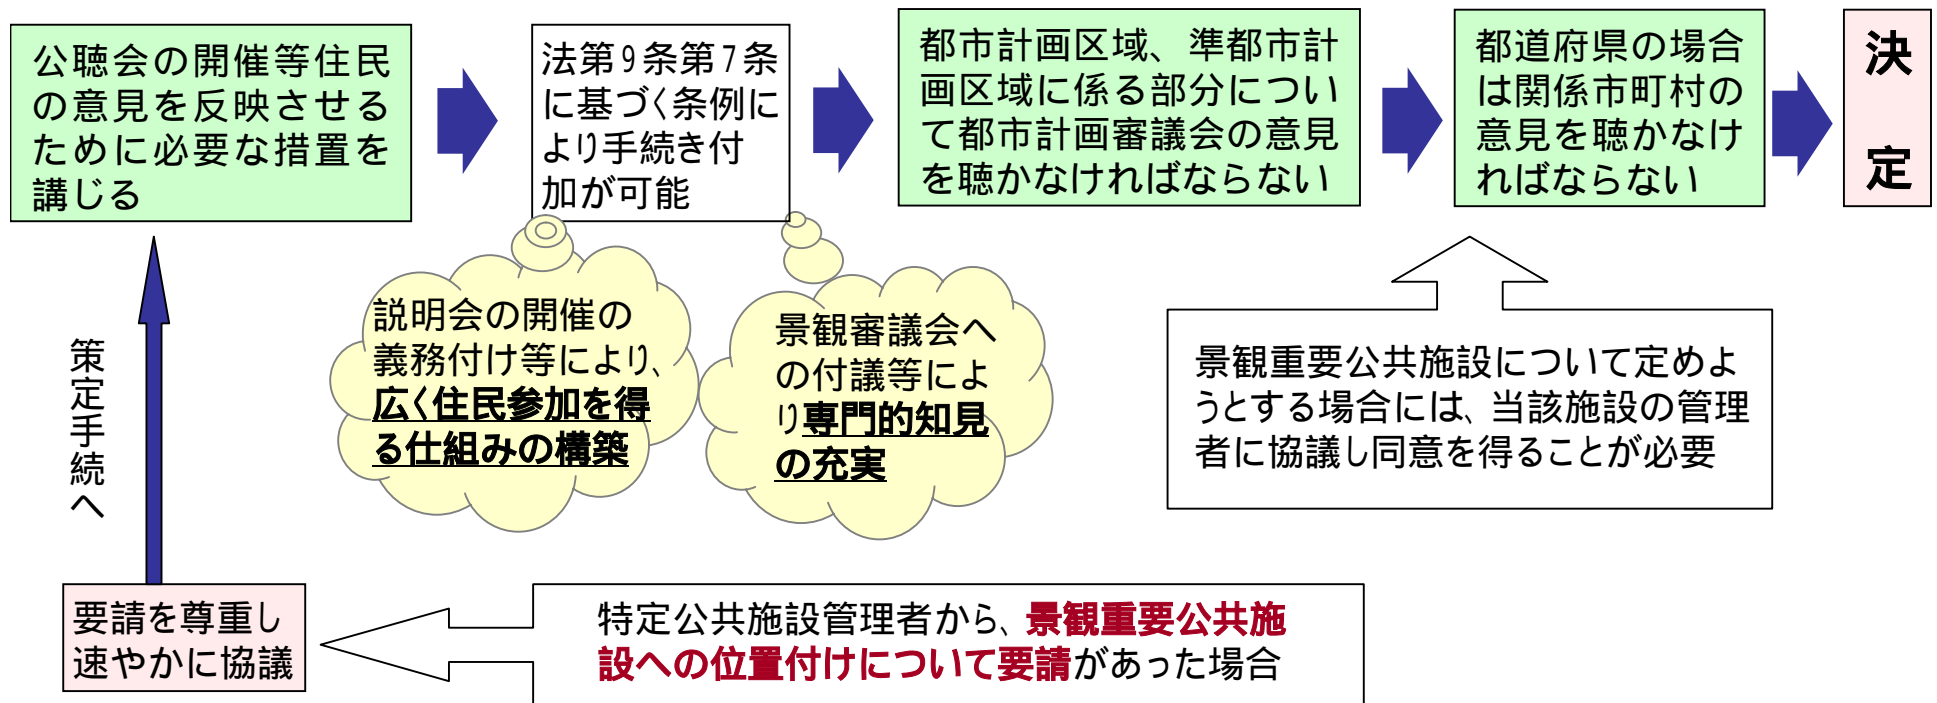 公聴会の開催等住民
の意見を反映させる
ために必要な措置を
講じる
法第9条第7条
に基づく条例に
より手続き付
加が可能
都市計画区域、準都市計
画区域に係る部分につい
て都市計画審議会の意見
を聴かなければならない
都道府県の場合
は関係市町村の
意見を聴かなけ
ればならない
決
定
説明会の開催の
義務付け等により、
広く住民参加を得
る仕組みの構築
景観審議会へ
の付議等によ
り専門的知見
の充実
景観重要公共施設について定めよ
うとする場合には、当該施設の管理
者に協議し同意を得ることが必要
策定手続へ
要請を尊重し
速やかに協議
特定公共施設管理者から、景観重要公共施
設への位置付けについて要請があった場合